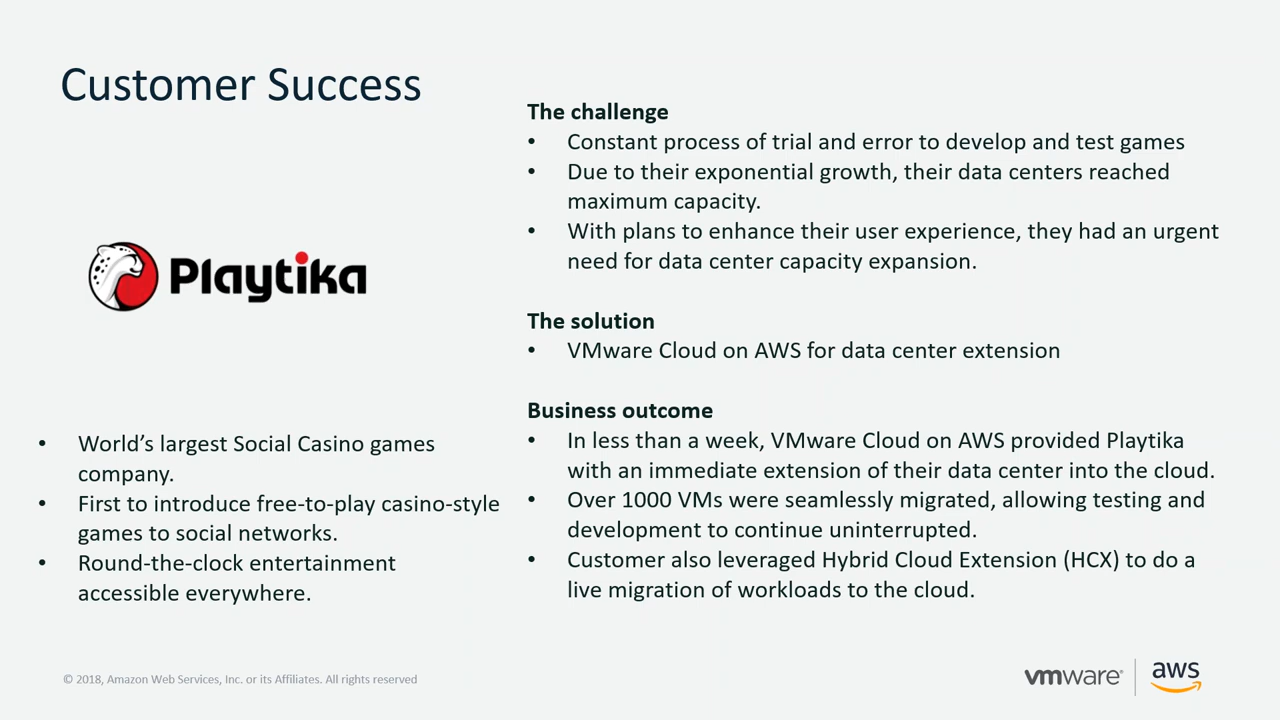 Customer Success
Playtika
• World’s largest Social Casino games
company.
• First to introduce free-to-play casino-style
games to social networks.
• Round-the-clock entertainment
accessible everywhere.
The challenge
• Constant process of trial and error to develop and test games
• Due to their exponential growth, their data centers reached
maximum capacity.
• With plans to enhance their user experience, they had an urgent
need for data center capacity expansion.
The solution
• VMware Cloud on AWS for data center extension
Business outcome
• In less than a week, VMware Cloud on AWS provided Playtika
with an immediate extension of their data center into the cloud.
• Over 1000 VMs were seamlessly migrated, allowing testing and
development to continue uninterrupted.
• Customer also leveraged Hybrid Cloud Extension (HCX) to do a
live migration of workloads to the cloud.
© 2018, Amazon Web Services, Inc. or its Affiliates. All rights reserved
vmware®
aws